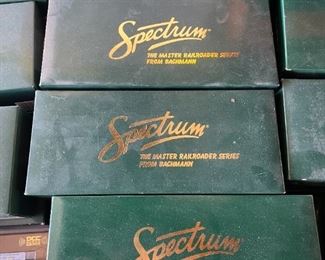 Spectrum
THE MASTER RAILROADER SERIES
FROM BACHMANN
Spectrum
THE MASTER RAILROADER SERIES
FROM BACHMANN
Spectrum